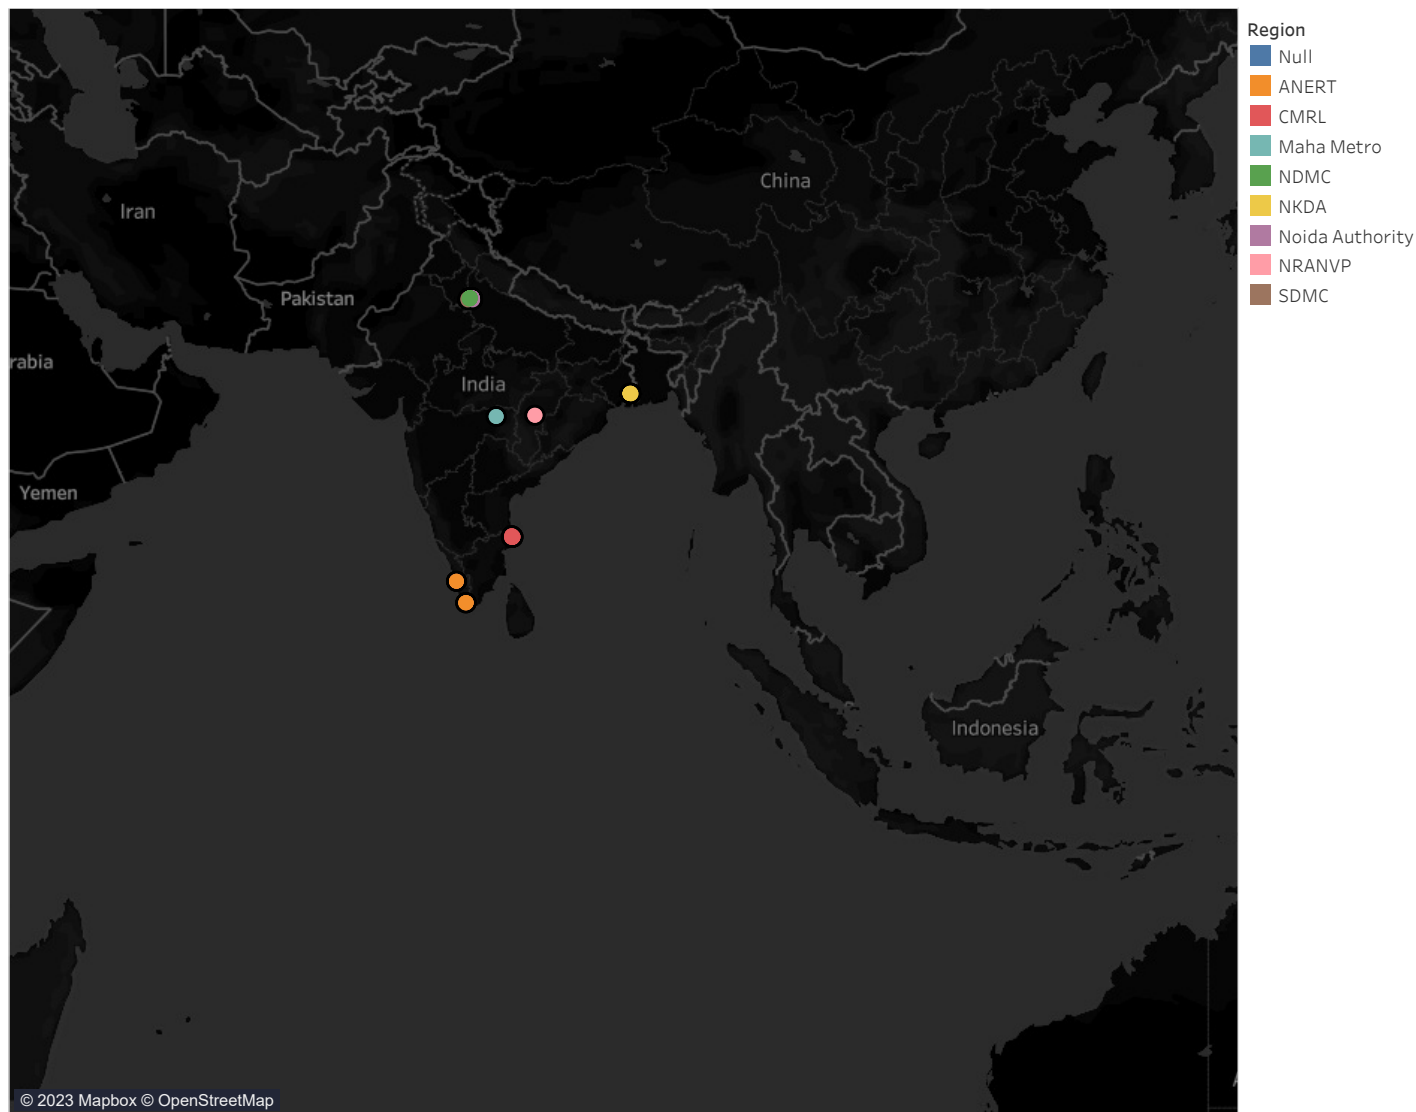 Region
Null
ANERT
CMRL
Maha Metro
NDMC
NKDA
Noida Authority
NRANVP
SDMC
China
Iran
Pakistan
rabia
India
Yemen
Indonesia
© 2023 Mapbox © OpenStreetMap